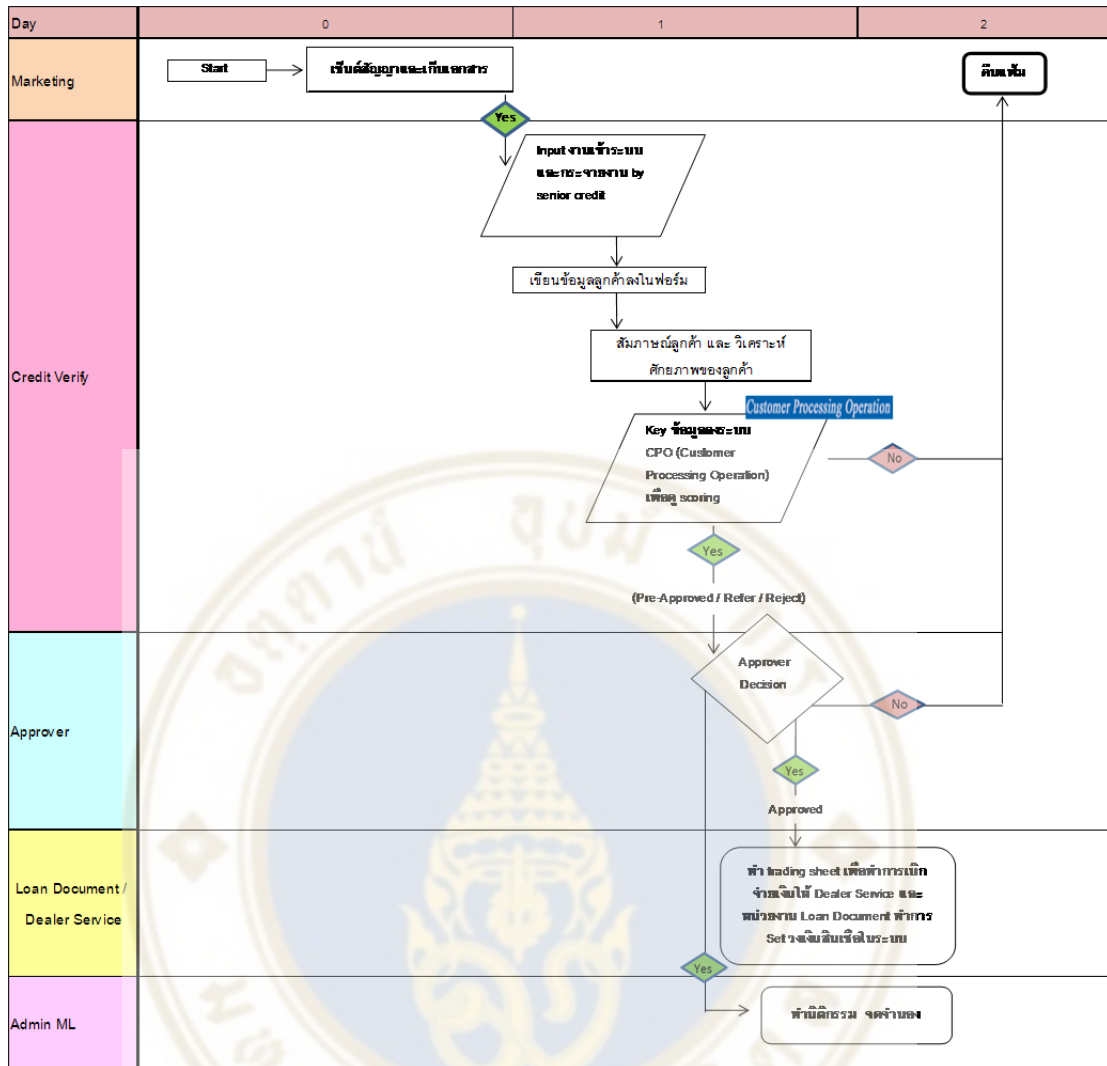 Day
0
1
2
Marketing
Start
เซ็นต์สัญญาและเก็บเอกสาร
คืนแฟ้ม
Yes
Credit Verify
Input งานเข้าระบบ
และกระจายงาน by
senior credit
เขียนข้อมูลลูกค้าลงในฟอร์ม
สัมภาษณ์ลูกค้า และ วิเคราะห์
ศักยภาพของลูกค้า
Customer Processing Operation
Key ข้อมูลลงระบบ
CPO (Customer
Processing Operation)
เพื่อดู scoring
No
Yes
(Pre-Approved / Refer / Reject)
Approver
Approver
Decision
No
Yes
Approved
Loan Document /
Dealer Service
ทำ trading sheet เพื่อทำการเบิก
จ่ายเงินให้ Dealer Service และ
หน่วยงาน Loan Document ทำการ
Set วงเงินสินเชื่อในระบบ
Yes
Admin ML
ทำนิติกรรม จดจำนอง
อตฺตานํ อุปมํ